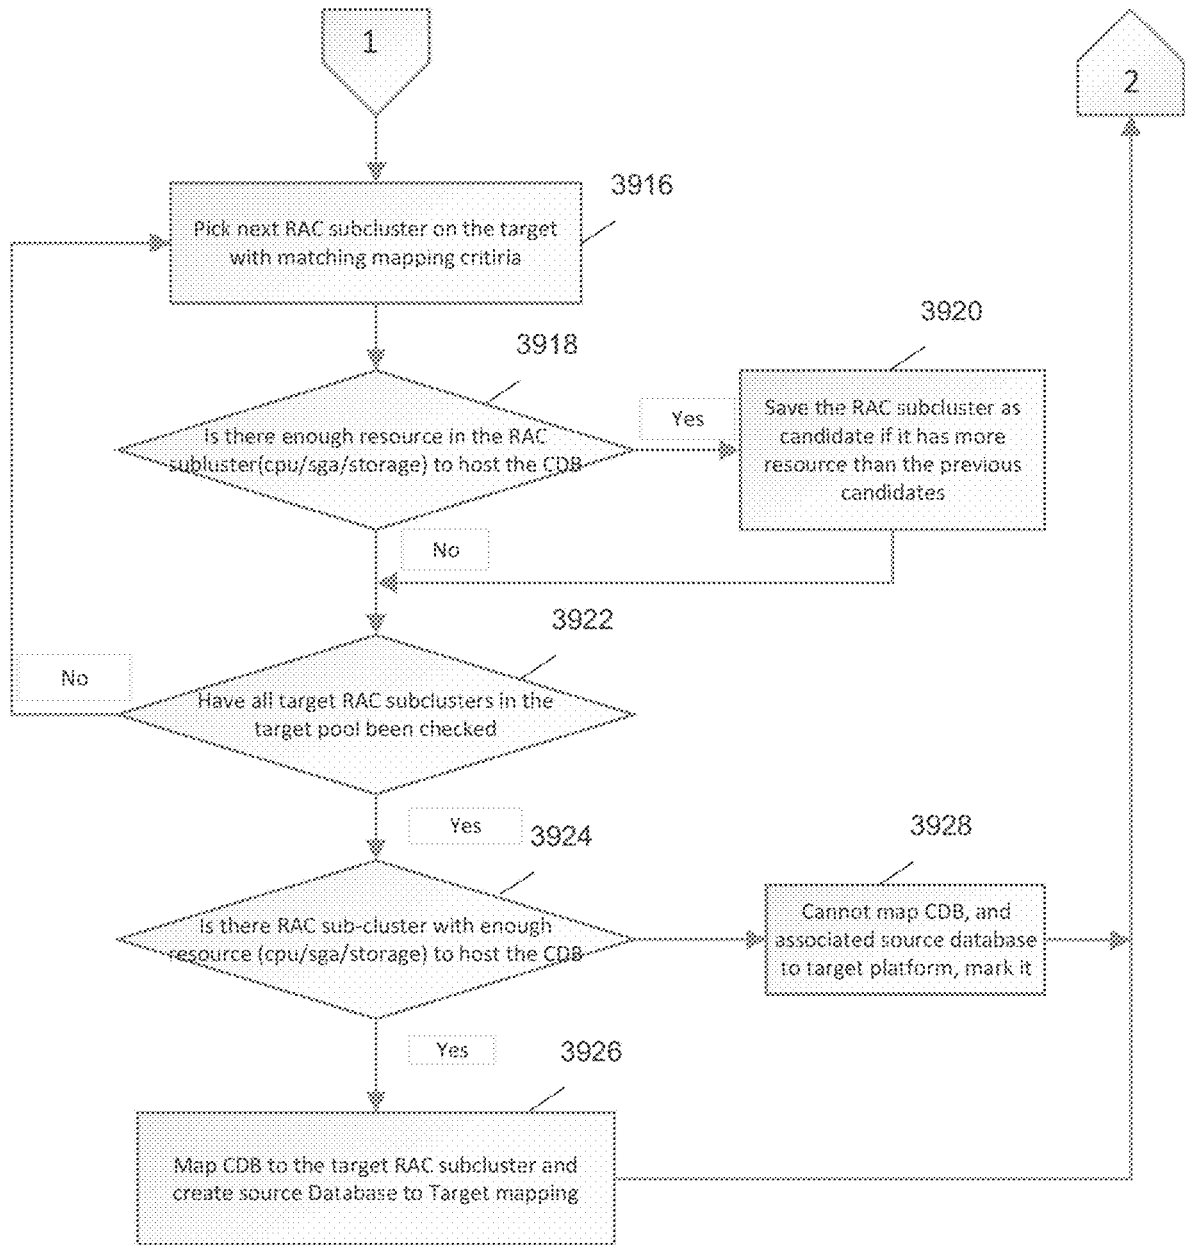 1
2
3916
Pick next RAC subcluster on the target
with matching mapping critiria
3918
3920
Is there enough resource in the RAC
subluster(cpu/sga/storage) to host the CDB
Yes
Save the RAC subcluster as
candidate if it has more
resource than the previous
candidates
No
3922
No
Have all target RAC subclusters in the
target pool been checked
Yes
3924
3928
Is there RAC sub-cluster with enough
resource (cpu/sga/storage) to host the CDB
Cannot map CDB, and
associated source database
to target platform, mark it
Yes
3926
Map CDB to the target RAC subcluster and
create source Database to Target mapping